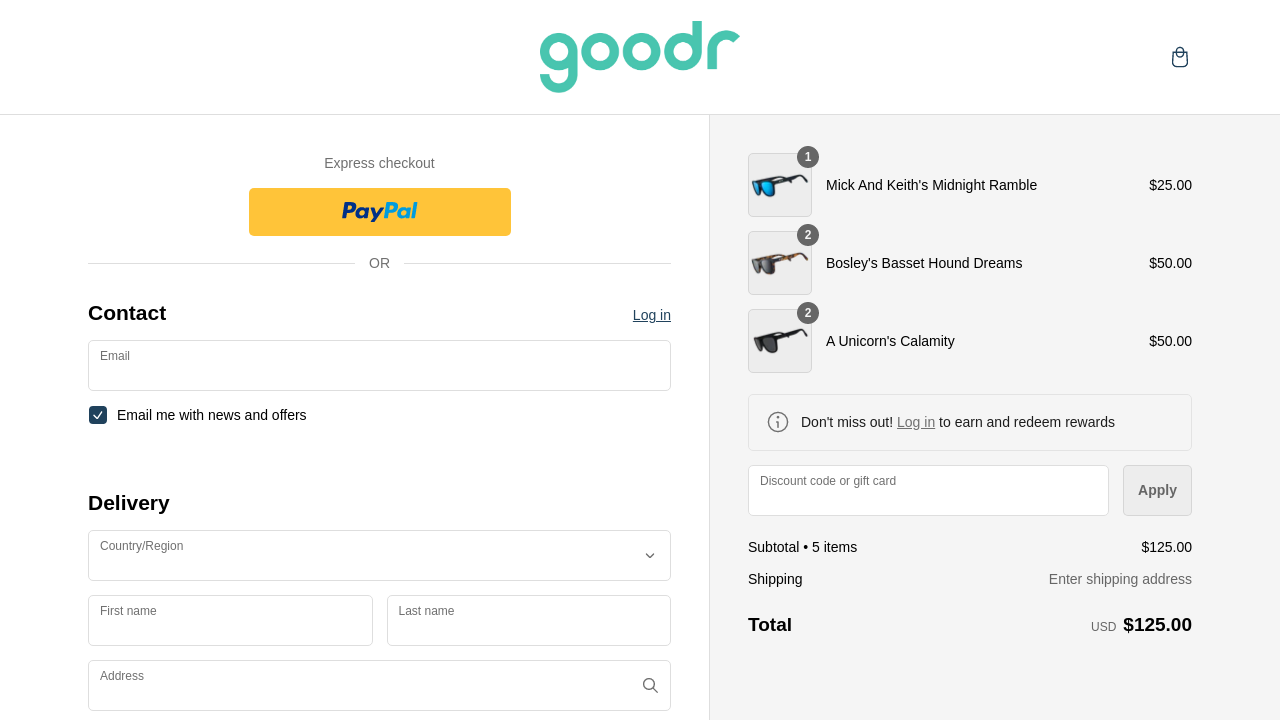 goodr
Express checkout
PayPal
OR
Contact
Log in
Email
Email me with news and offers
Delivery
Country/Region
First name
Last name
Address
1
Mick And Keith's Midnight Ramble
$25.00
2
Bosley's Basset Hound Dreams
$50.00
2
A Unicorn's Calamity
$50.00
Don't miss out! Log in to earn and redeem rewards
Discount code or gift card
Apply
Subtotal • 5 items
$125.00
Shipping
Enter shipping address
Total
USD $125.00